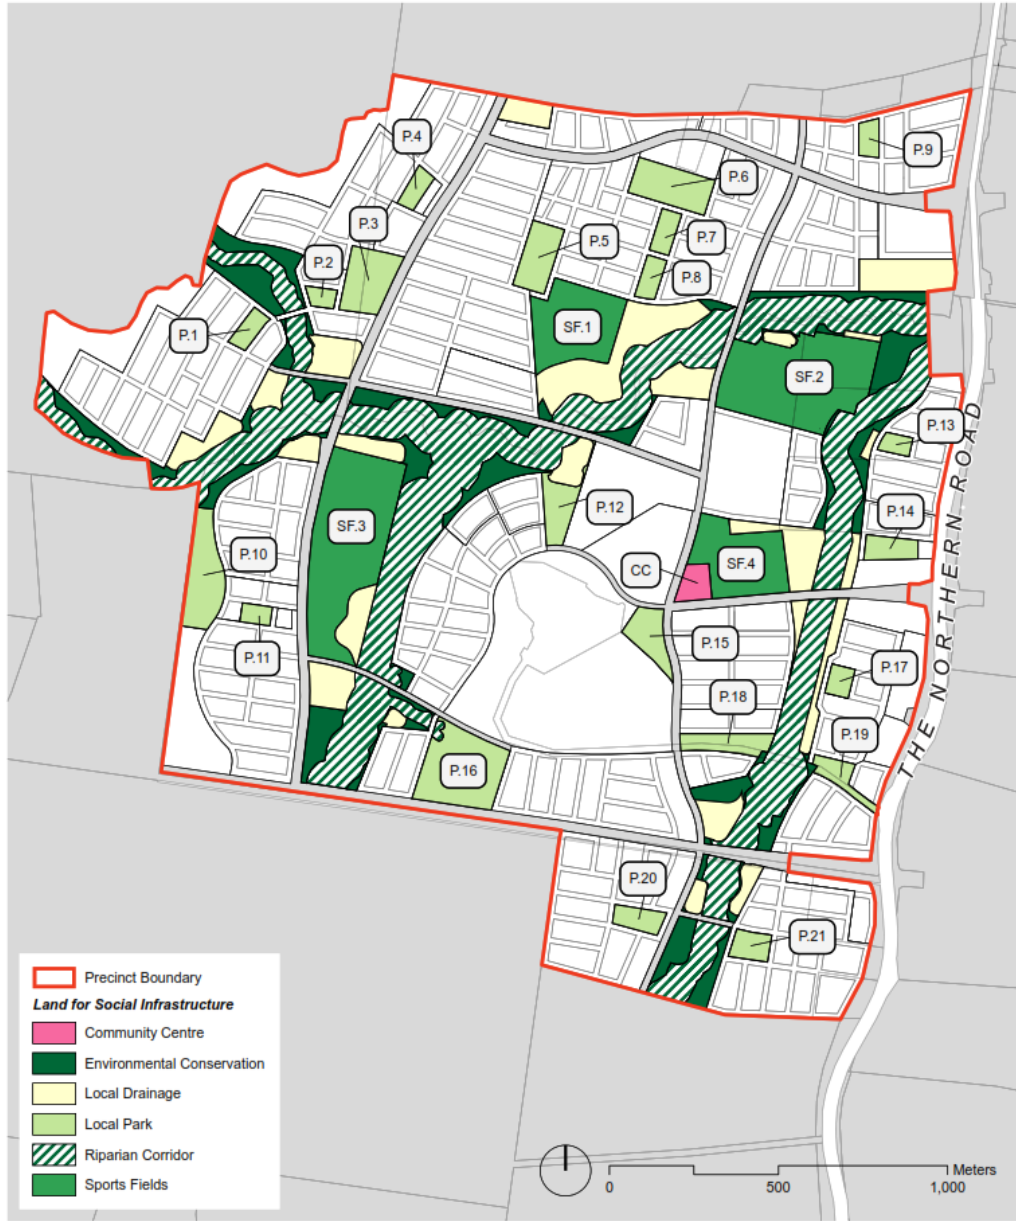 P.4
P.9
P.6
P.3
P.7
P.5
P.2
P.8
P.1
SF.1
SF.2
P.13
P.12
P.14
SF.3
P.10
CC
SF.4
P.15
P.11
P.17
P.18
P.19
P.16
P.20
P.21
THE NORTHERN ROAD
Precinct Boundary
Land for Social Infrastructure
Community Centre
Environmental Conservation
Local Drainage
Local Park
Riparian Corridor
Sports Fields
Meters
0 500 1,000